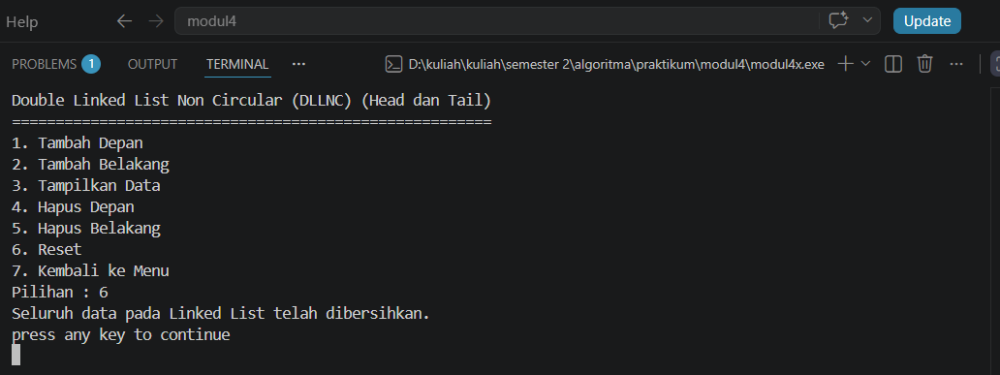 Help
modul4
Update
PROBLEMS 1 OUTPUT TERMINAL ··· D:\kuliah\kuliah\semester 2\algoritma\praktikum\modul4\modul4x.exe ···
Double Linked List Non Circular (DLLNC) (Head dan Tail)
=======================================================
1. Tambah Depan
2. Tambah Belakang
3. Tampilkan Data
4. Hapus Depan
5. Hapus Belakang
6. Reset
7. Kembali ke Menu
Pilihan : 6
Seluruh data pada Linked List telah dibersihkan.
press any key to continue